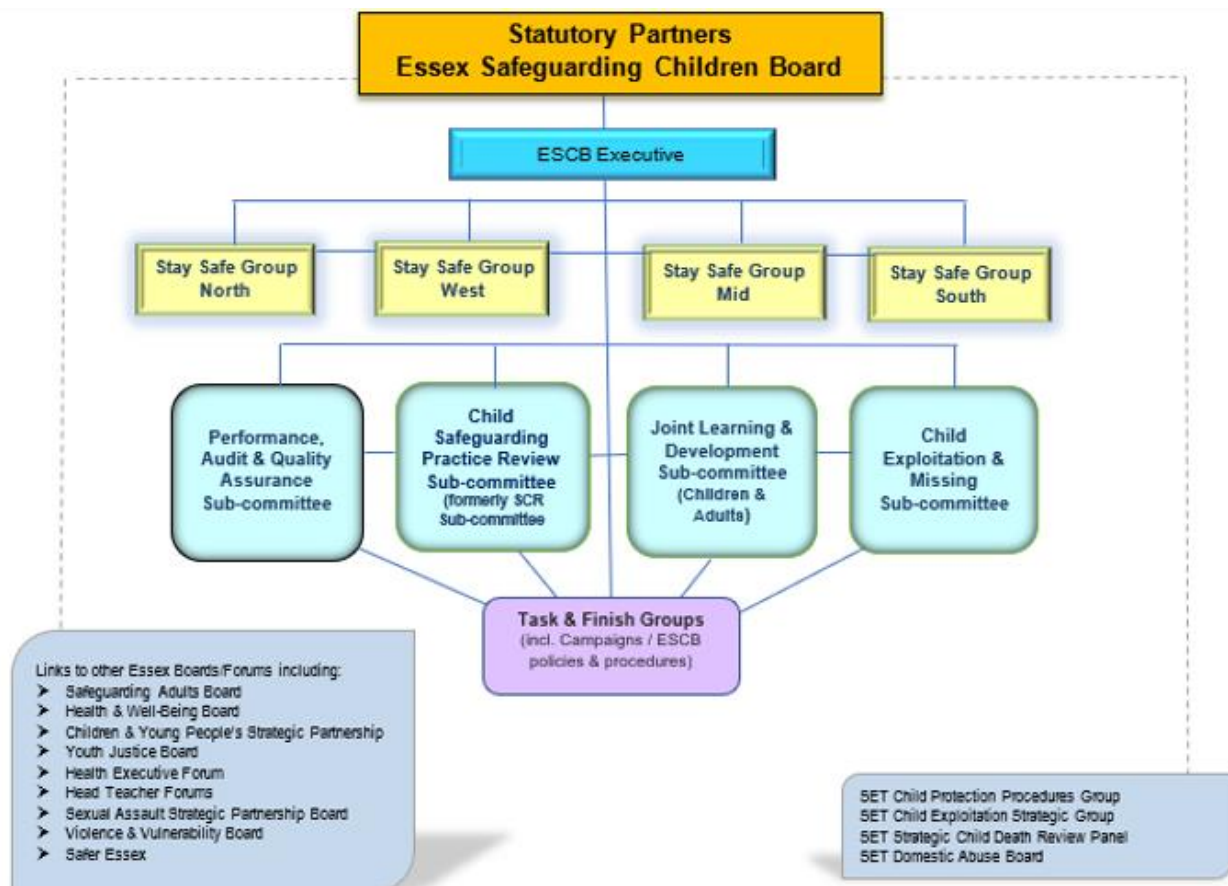 Statutory Partners
Essex Safeguarding Children Board
ESCB Executive
Stay Safe Group
North
Stay Safe Group
West
Stay Safe Group
Mid
Stay Safe Group
South
Performance,
Audit & Quality
Assurance
Sub-committee
Child
Safeguarding
Practice Review
Sub-committee
(formerly SCR
Sub-committee
Joint Learning &
Development
Sub-committee
(Children &
Adults)
Child
Exploitation &
Missing
Sub-committee
Task & Finish Groups
(incl. Campaigns / ESCB
policies & procedures)
Links to other Essex Boards/Forums including:
➤ Safeguarding Adults Board
➤ Health & Well-Being Board
➤ Children & Young People's Strategic Partnership
➤ Youth Justice Board
➤ Health Executive Forum
➤ Head Teacher Forums
➤ Sexual Assault Strategic Partnership Board
➤ Violence & Vulnerability Board
➤ Safer Essex
SET Child Protection Procedures Group
SET Child Exploitation Strategic Group
SET Strategic Child Death Review Panel
SET Domestic Abuse Board